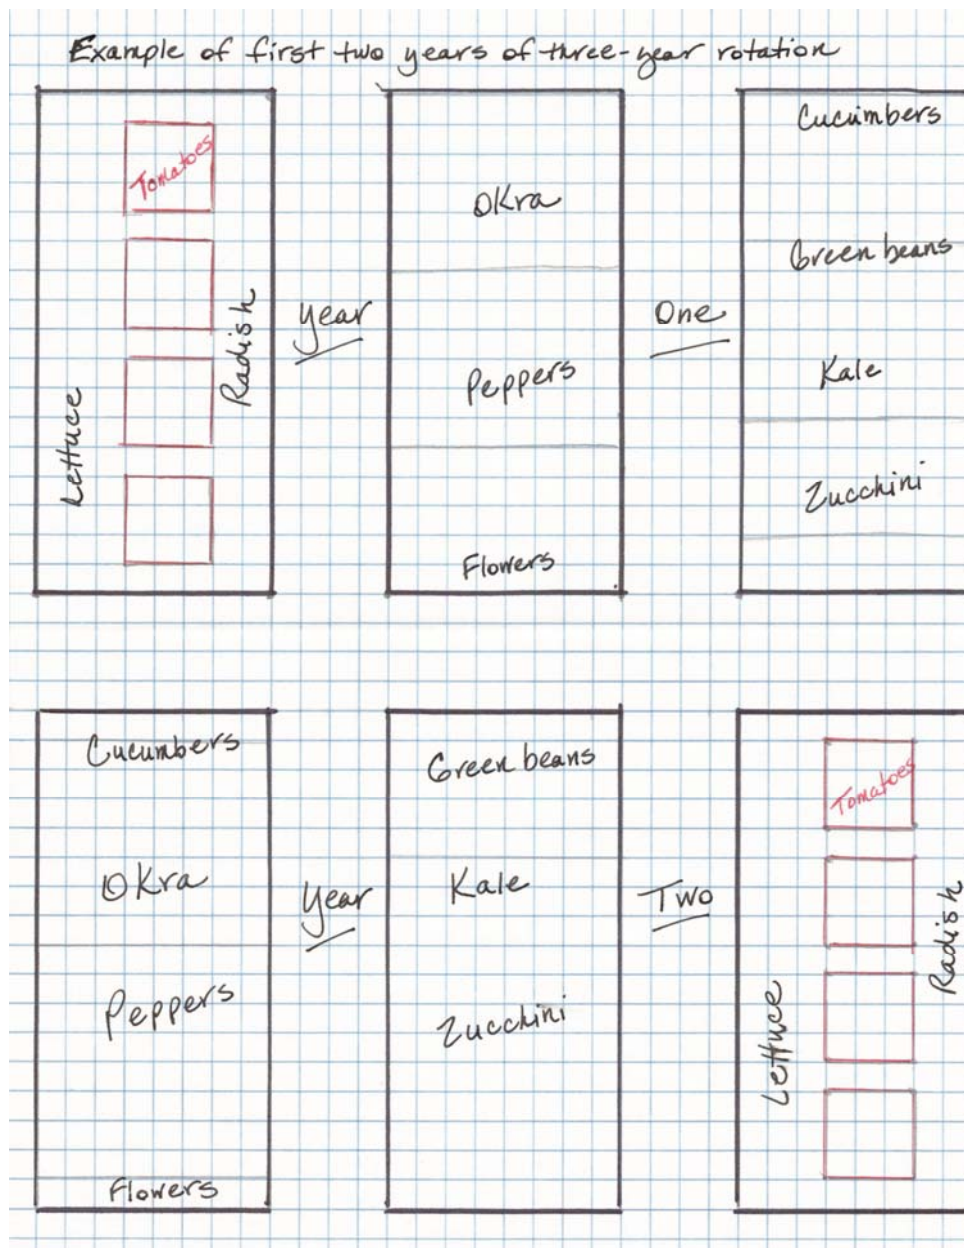 Example of first two years of three-year rotation
Tomatoes
Lettuce
Radish
year
Okra
Peppers
Flowers
One
Cucumbers
Green beans
Kale
Zucchini
Cucumbers
Okra
Peppers
Flowers
Year
Green beans
Kale
Zucchini
Two
Tomatoes
Lettuce
Radish